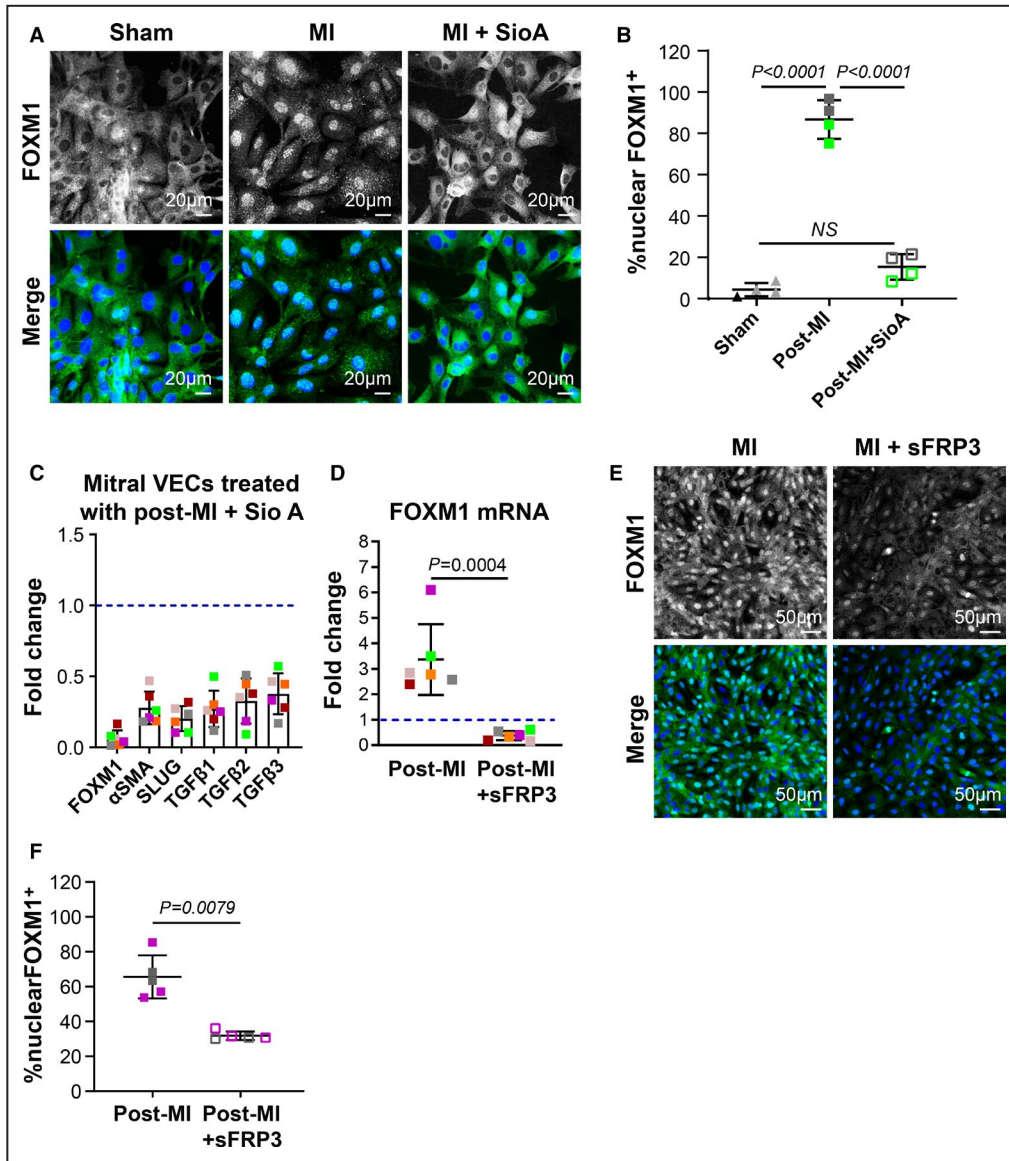 A
Sham
MI
MI + SioA
FOXM1
20µm
20µm
20µm
Merge
20µm
20µm
20µm
B
%nuclear FOXM1+
120
100
80
60
40
20
0
P<0.0001
P<0.0001
NS
Sham
Post-MI
Post-MI+SioA
C
Mitral VECs treated
with post-MI + Sio A
Fold change
1.5
1.0
0.5
0.0
FOXM1
αSMA
SLUG
TGFβ1
TGFβ2
TGFβ3
D
FOXM1 mRNA
Fold change
8
7
6
5
4
3
2
1
0
P=0.0004
Post-MI
Post-MI
+sFRP3
E
MI
MI + sFRP3
FOXM1
50µm
50µm
Merge
50µm
50µm
F
%nuclearFOXM1+
120
100
80
60
40
20
0
P=0.0079
Post-MI
Post-MI
+sFRP3